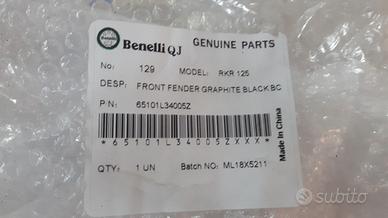 Benelli QJ GENUINE PARTS
No: 129 MODEL: RKR 125
DESP: FRONT FENDER GRAPHITE BLACK BC
P/N: 65101L34005Z
*65101L34005ZXXX*
Made In China
QTY: 1 UN Batch NO: ML18X5211
subito